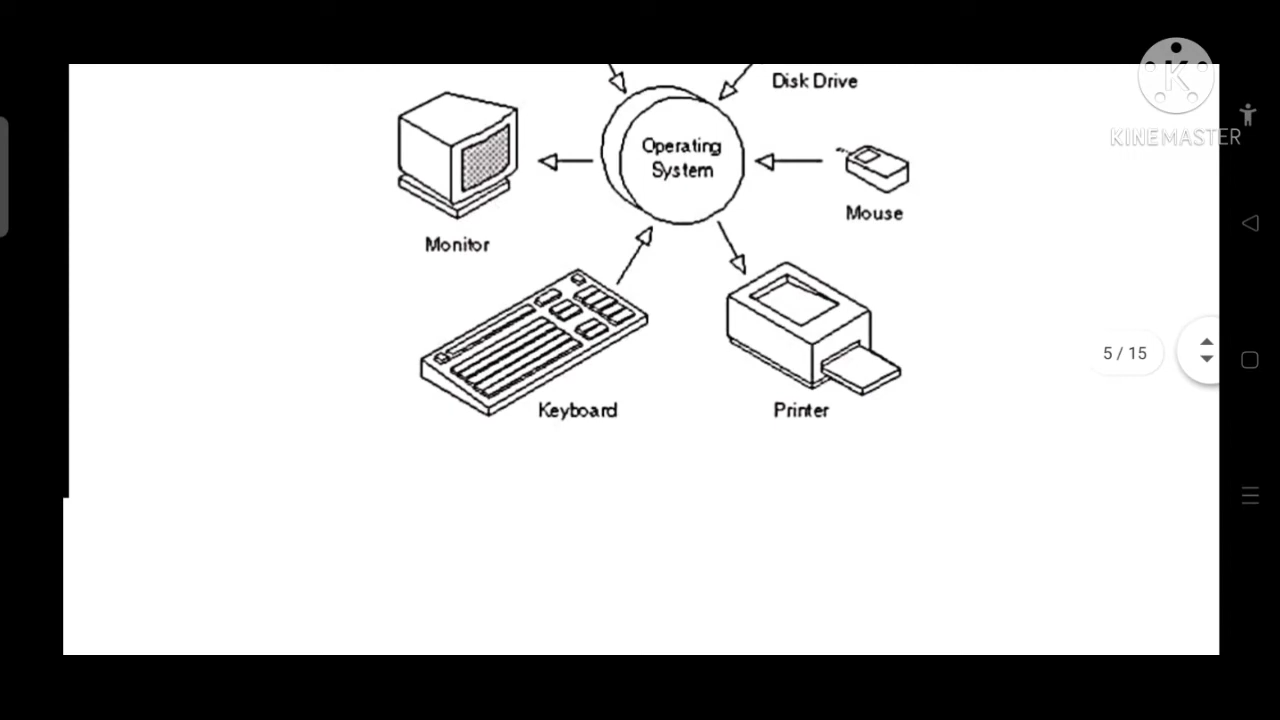 Disk Drive
KINEMASTER
Operating
System
Mouse
Monitor
5 / 15
Keyboard
Printer